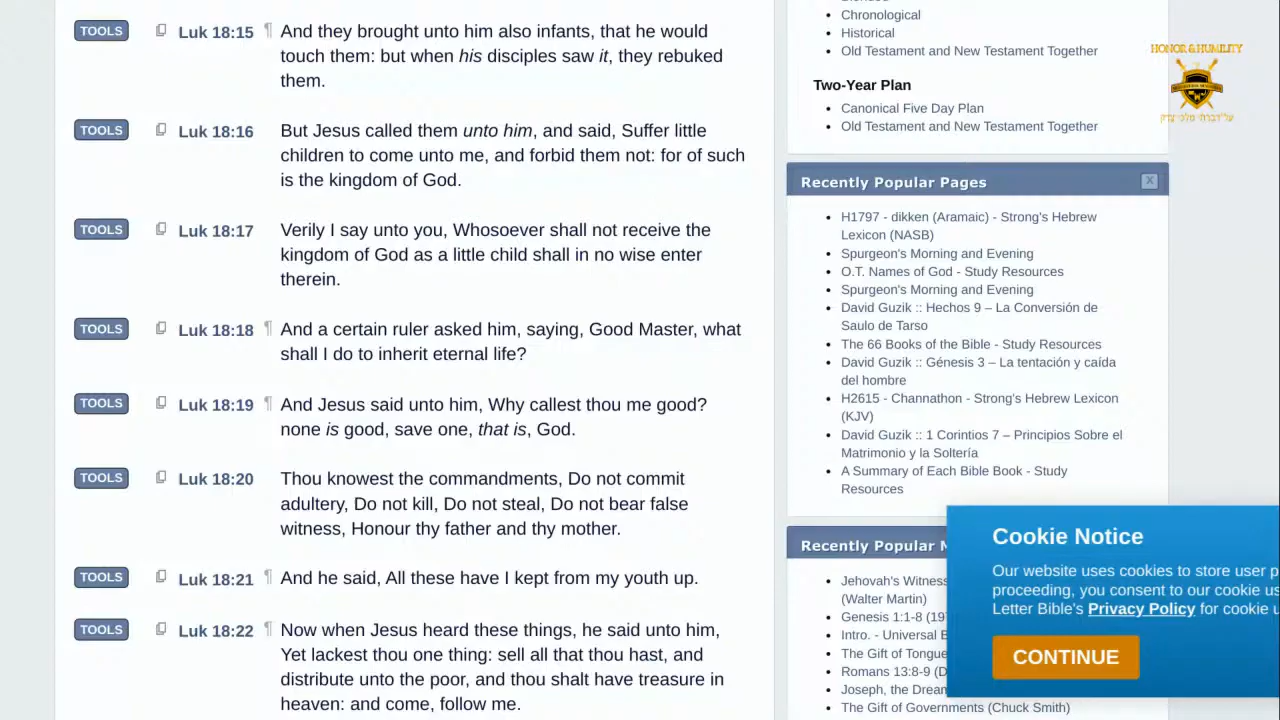 TOOLS Luk 18:15 ¶ And they brought unto him also infants, that he would
touch them: but when his disciples saw it, they rebuked
them.
TOOLS Luk 18:16 But Jesus called them unto him, and said, Suffer little
children to come unto me, and forbid them not: for of such
is the kingdom of God.
TOOLS Luk 18:17 Verily I say unto you, Whosoever shall not receive the
kingdom of God as a little child shall in no wise enter
therein.
TOOLS Luk 18:18 ¶ And a certain ruler asked him, saying, Good Master, what
shall I do to inherit eternal life?
TOOLS Luk 18:19 ¶ And Jesus said unto him, Why callest thou me good?
none is good, save one, that is, God.
TOOLS Luk 18:20 Thou knowest the commandments, Do not commit
adultery, Do not kill, Do not steal, Do not bear false
witness, Honour thy father and thy mother.
TOOLS Luk 18:21 ¶ And he said, All these have I kept from my youth up.
TOOLS Luk 18:22 ¶ Now when Jesus heard these things, he said unto him,
Yet lackest thou one thing: sell all that thou hast, and
distribute unto the poor, and thou shalt have treasure in
heaven: and come, follow me.
Chronological
Historical
Old Testament and New Testament Together
Two-Year Plan
Canonical Five Day Plan
Old Testament and New Testament Together
HONOR & HUMILITY
Recently Popular Pages X
H1797 - dikken (Aramaic) - Strong's Hebrew
Lexicon (NASB)
Spurgeon's Morning and Evening
O.T. Names of God - Study Resources
Spurgeon's Morning and Evening
David Guzik :: Hechos 9 – La Conversión de
Saulo de Tarso
The 66 Books of the Bible - Study Resources
David Guzik :: Génesis 3 – La tentación y caída
del hombre
H2615 - Channathon - Strong's Hebrew Lexicon
(KJV)
David Guzik :: 1 Corintios 7 – Principios Sobre el
Matrimonio y la Soltería
A Summary of Each Bible Book - Study
Resources
Recently Popular M
Jehovah's Witness
(Walter Martin)
Genesis 1:1-8 (19
Intro. - Universal B
The Gift of Tongue
Romans 13:8-9 (D
Joseph, the Dream
The Gift of Governments (Chuck Smith)
Cookie Notice
Our website uses cookies to store user p
proceeding, you consent to our cookie us
Letter Bible's Privacy Policy for cookie u
CONTINUE